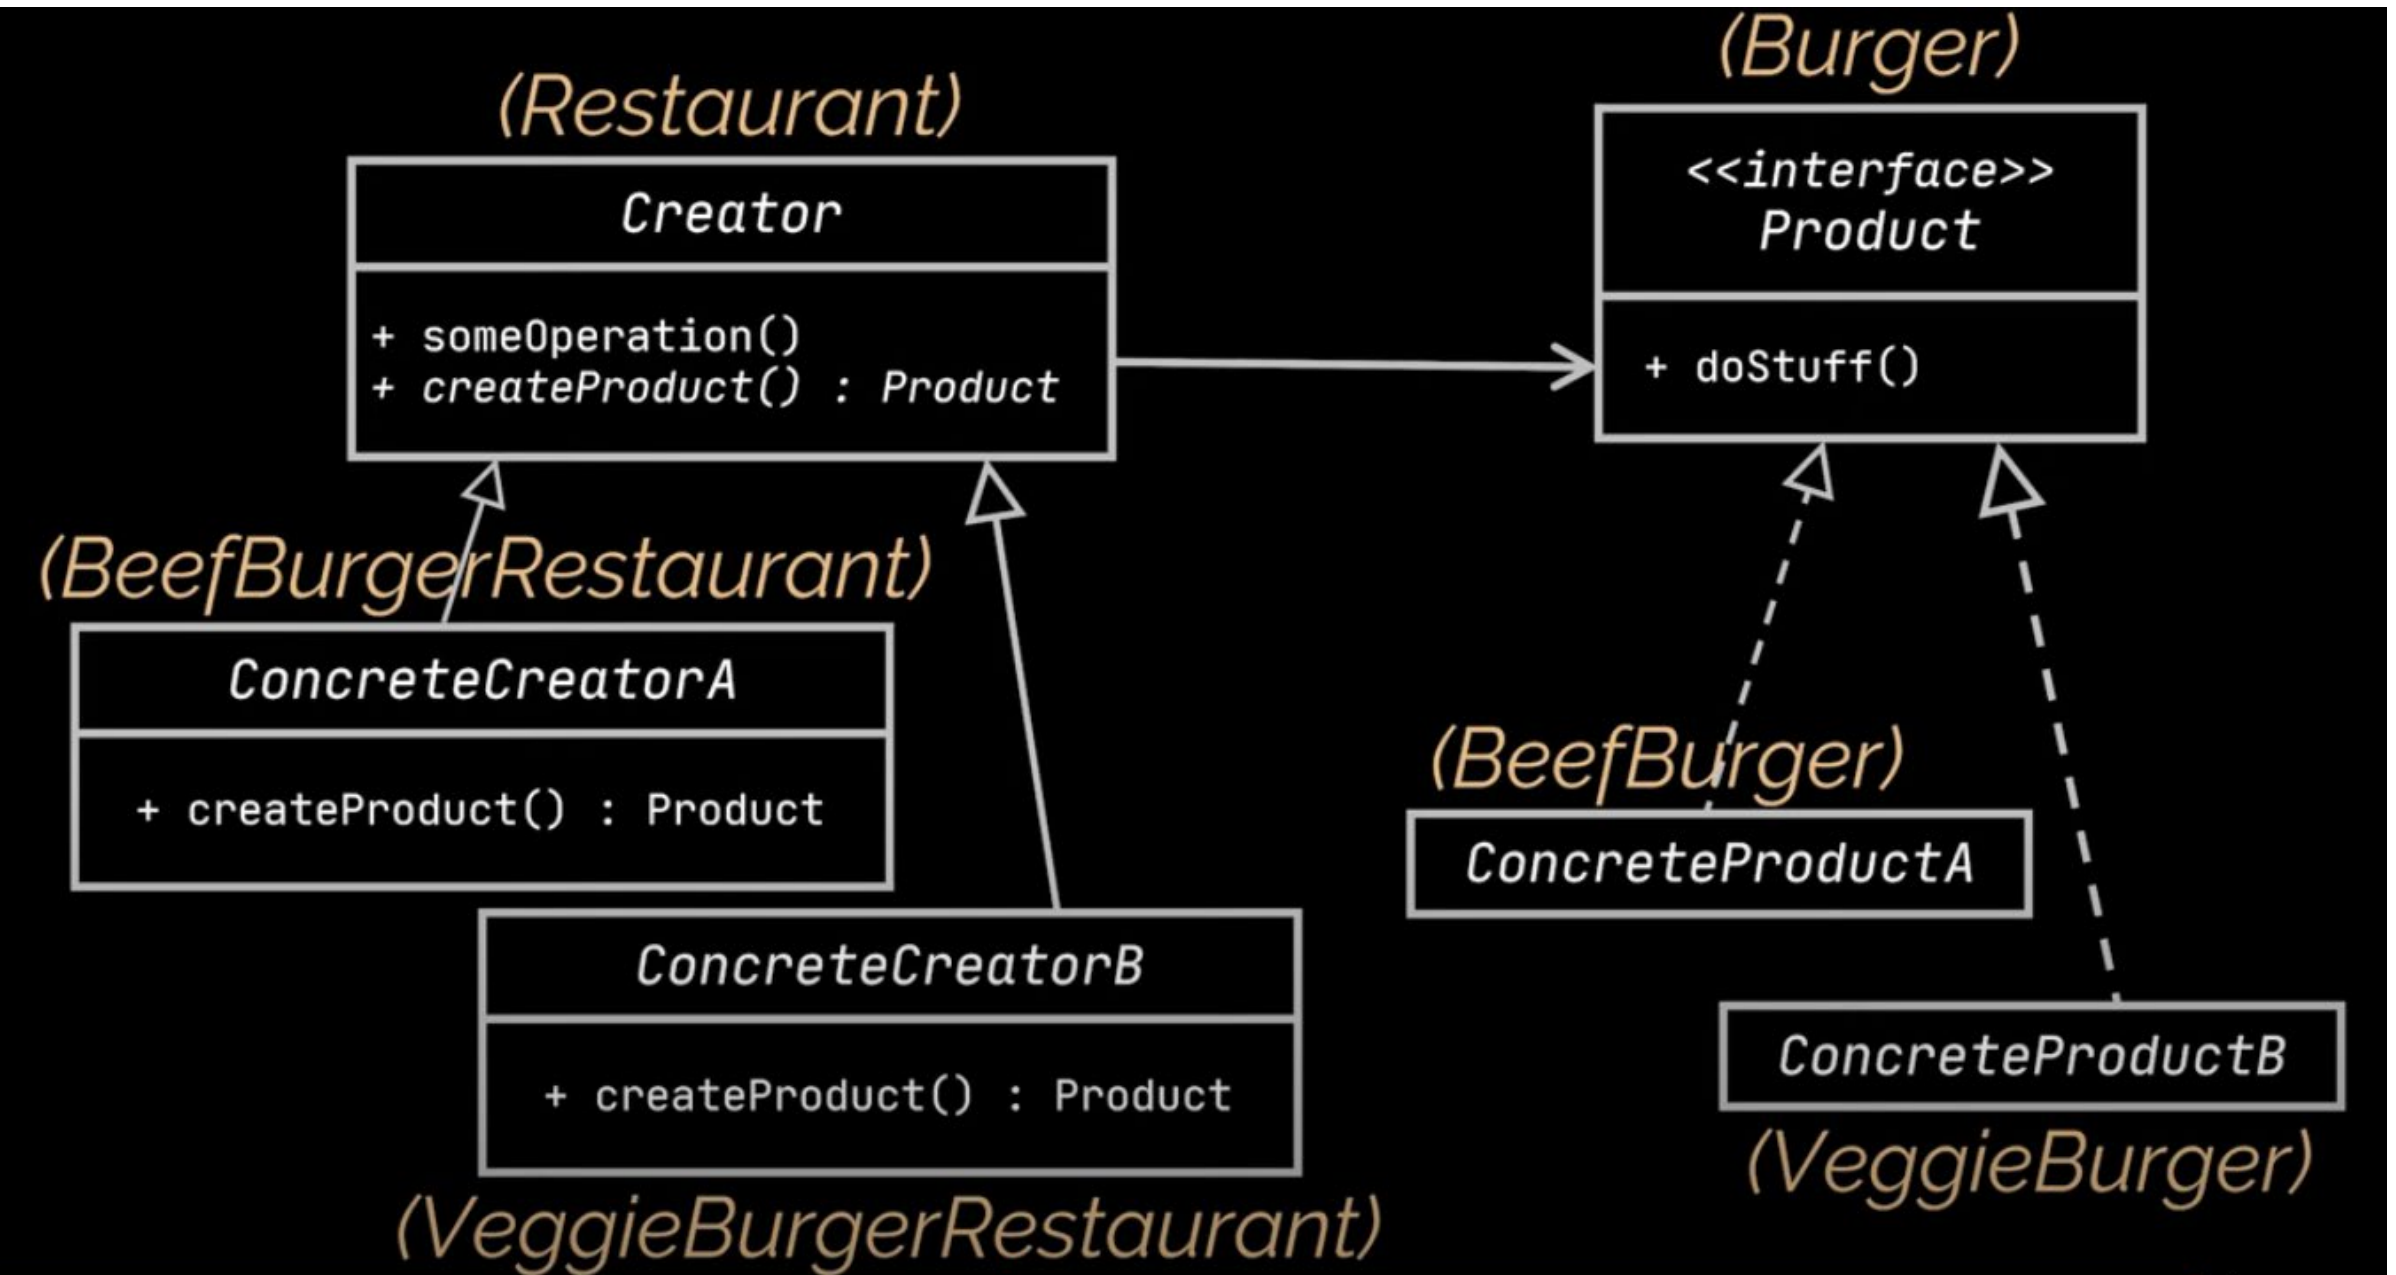 (Restaurant)
Creator
+ someOperation()
+ createProduct() : Product
(Burger)
<<interface>>
Product
+ doStuff()
(BeefBurgerRestaurant)
ConcreteCreatorA
+ createProduct() : Product
ConcreteCreatorB
+ createProduct() : Product
(VeggieBurgerRestaurant)
(BeefBurger)
ConcreteProductA
ConcreteProductB
(VeggieBurger)